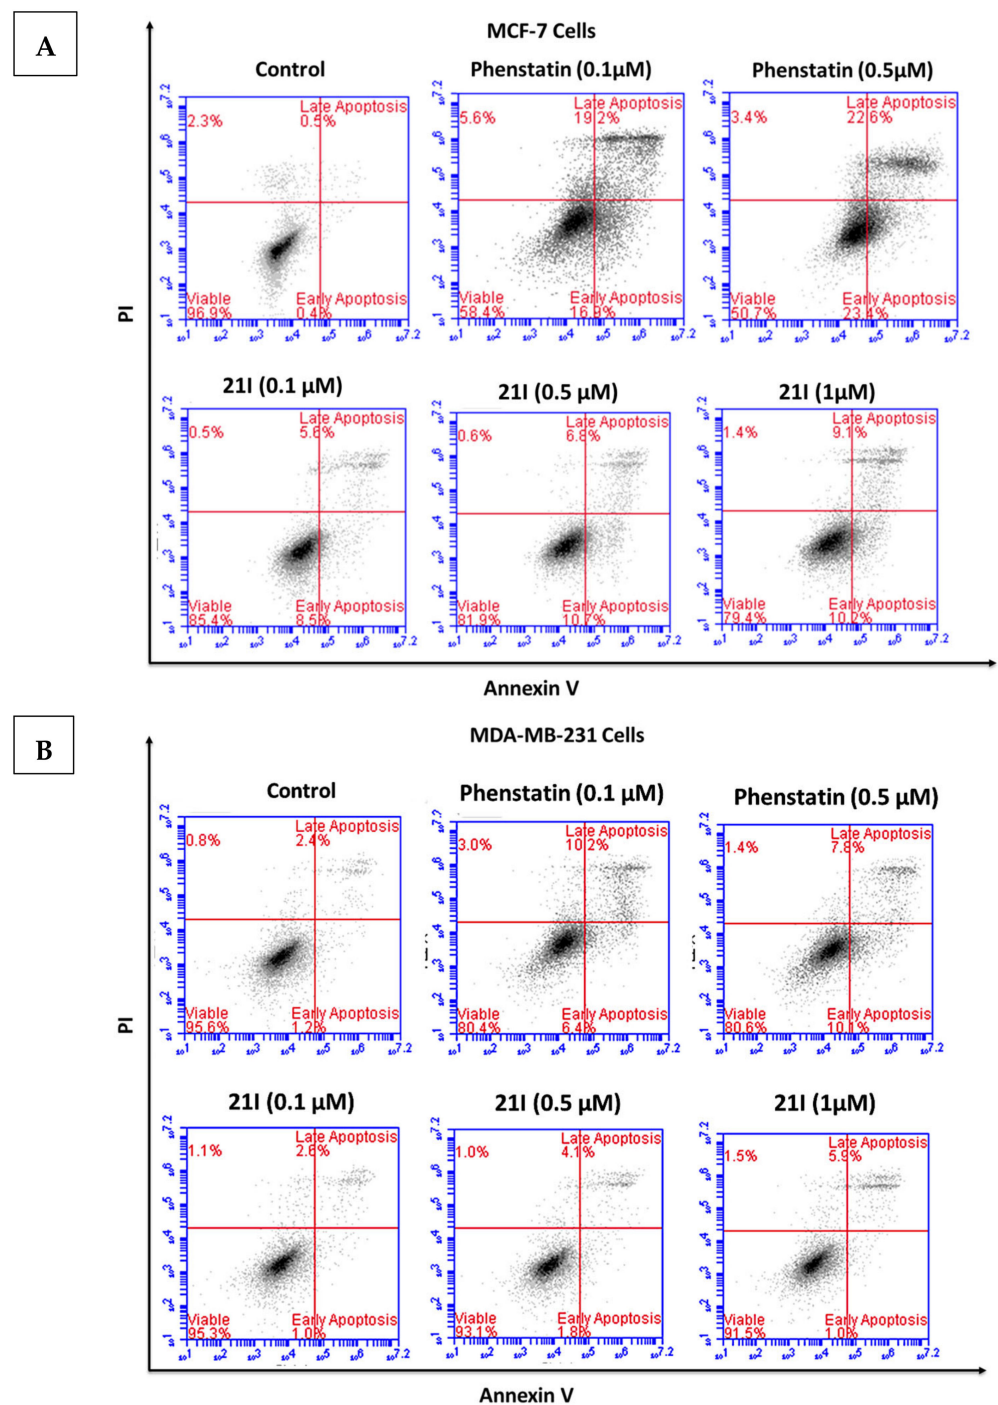 A
MCF-7 Cells
Control
Phenstatin (0.1µM)
Phenstatin (0.5µM)
Late Apoptosis
2.3% 0.5%
Viable Early Apoptosis
96.9% 0.4%
Late Apoptosis
5.6% 19.2%
Viable Early Apoptosis
58.4% 16.9%
Late Apoptosis
3.4% 22.6%
Viable Early Apoptosis
50.7% 23.4%
21I (0.1 µM)
21I (0.5 µM)
21I (1µM)
Late Apoptosis
0.5% 5.6%
Viable Early Apoptosis
85.4% 8.5%
Late Apoptosis
0.6% 6.8%
Viable Early Apoptosis
81.9% 10.7%
Late Apoptosis
1.4% 9.1%
Viable Early Apoptosis
79.4% 10.2%
PI
Annexin V
B
MDA-MB-231 Cells
Control
Phenstatin (0.1 µM)
Phenstatin (0.5 µM)
Late Apoptosis
0.8% 2.4%
Viable Early Apoptosis
95.6% 1.2%
Late Apoptosis
3.0% 10.2%
Viable Early Apoptosis
80.4% 6.4%
Late Apoptosis
1.4% 7.8%
Viable Early Apoptosis
80.6% 10.1%
21I (0.1 µM)
21I (0.5 µM)
21I (1µM)
Late Apoptosis
1.1% 2.6%
Viable Early Apoptosis
95.3% 1.0%
Late Apoptosis
1.0% 4.1%
Viable Early Apoptosis
93.1% 1.8%
Late Apoptosis
1.5% 5.9%
Viable Early Apoptosis
91.5% 1.0%
PI
Annexin V